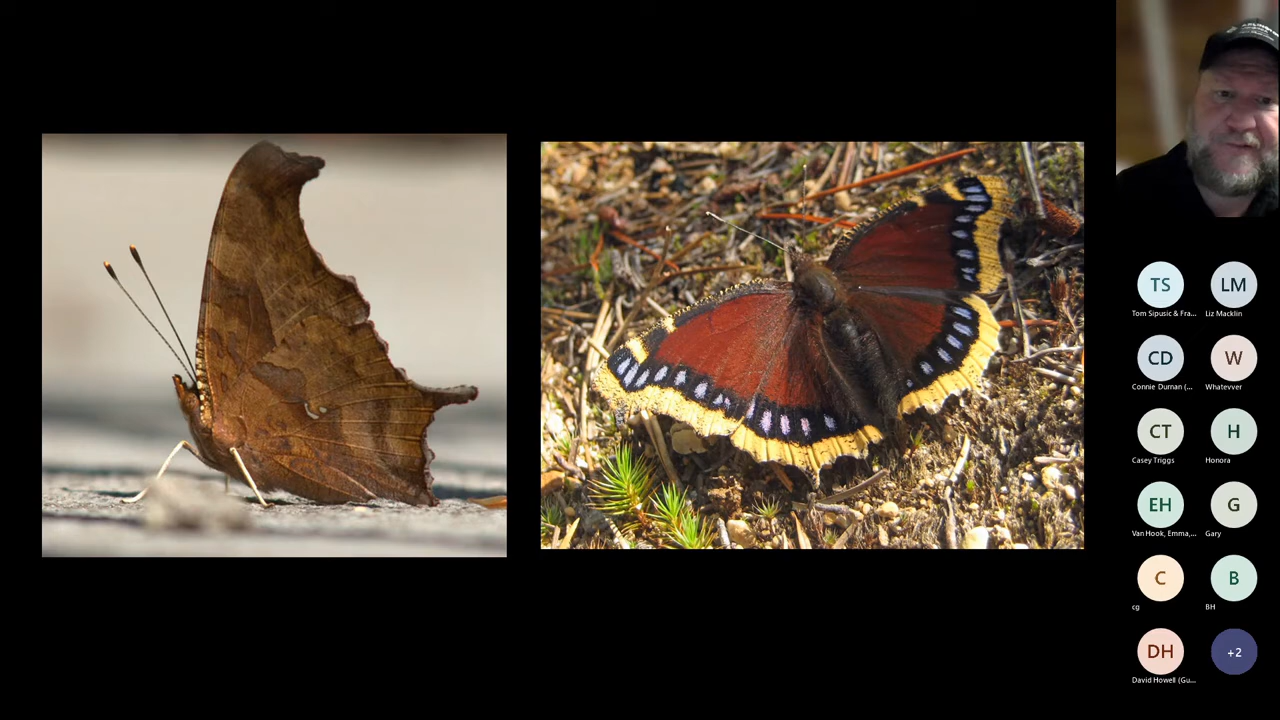 TS
LM
Tom Sipusic & Fra...
Liz Macklin
CD
W
Connie Durnan (...
Whatevver
CT
H
Casey Triggs
Honora
EH
G
Van Hook, Emma,...
Gary
C
B
cg
BH
DH
+2
David Howell (Gu...